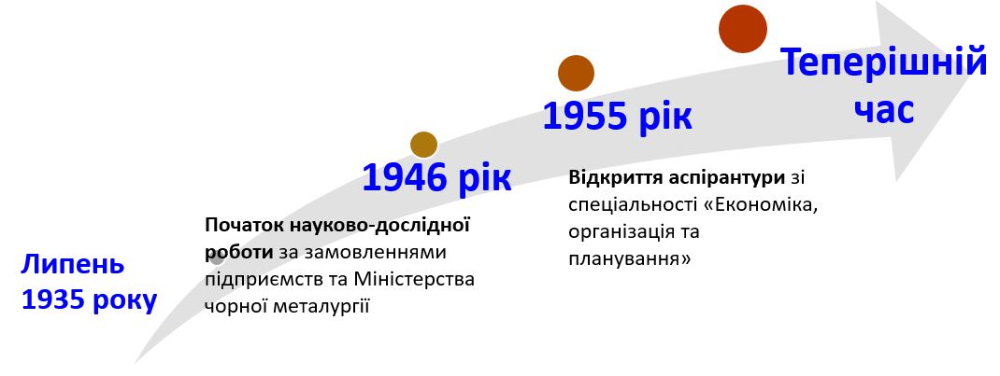 Липень
1935 року
1946 рік
Початок науково-дослідної
роботи за замовленнями
підприємств та Міністерства
чорної металургії
1955 рік
Відкриття аспірантури зі
спеціальності «Економіка,
організація та
планування»
Теперішній
час